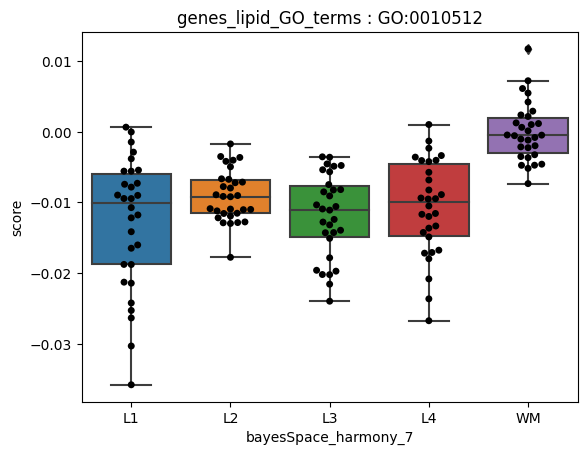 genes_lipid_GO_terms : GO:0010512
0.01
0.00
−0.01
−0.02
−0.03
score
L1 L2 L3 L4 WM
bayesSpace_harmony_7